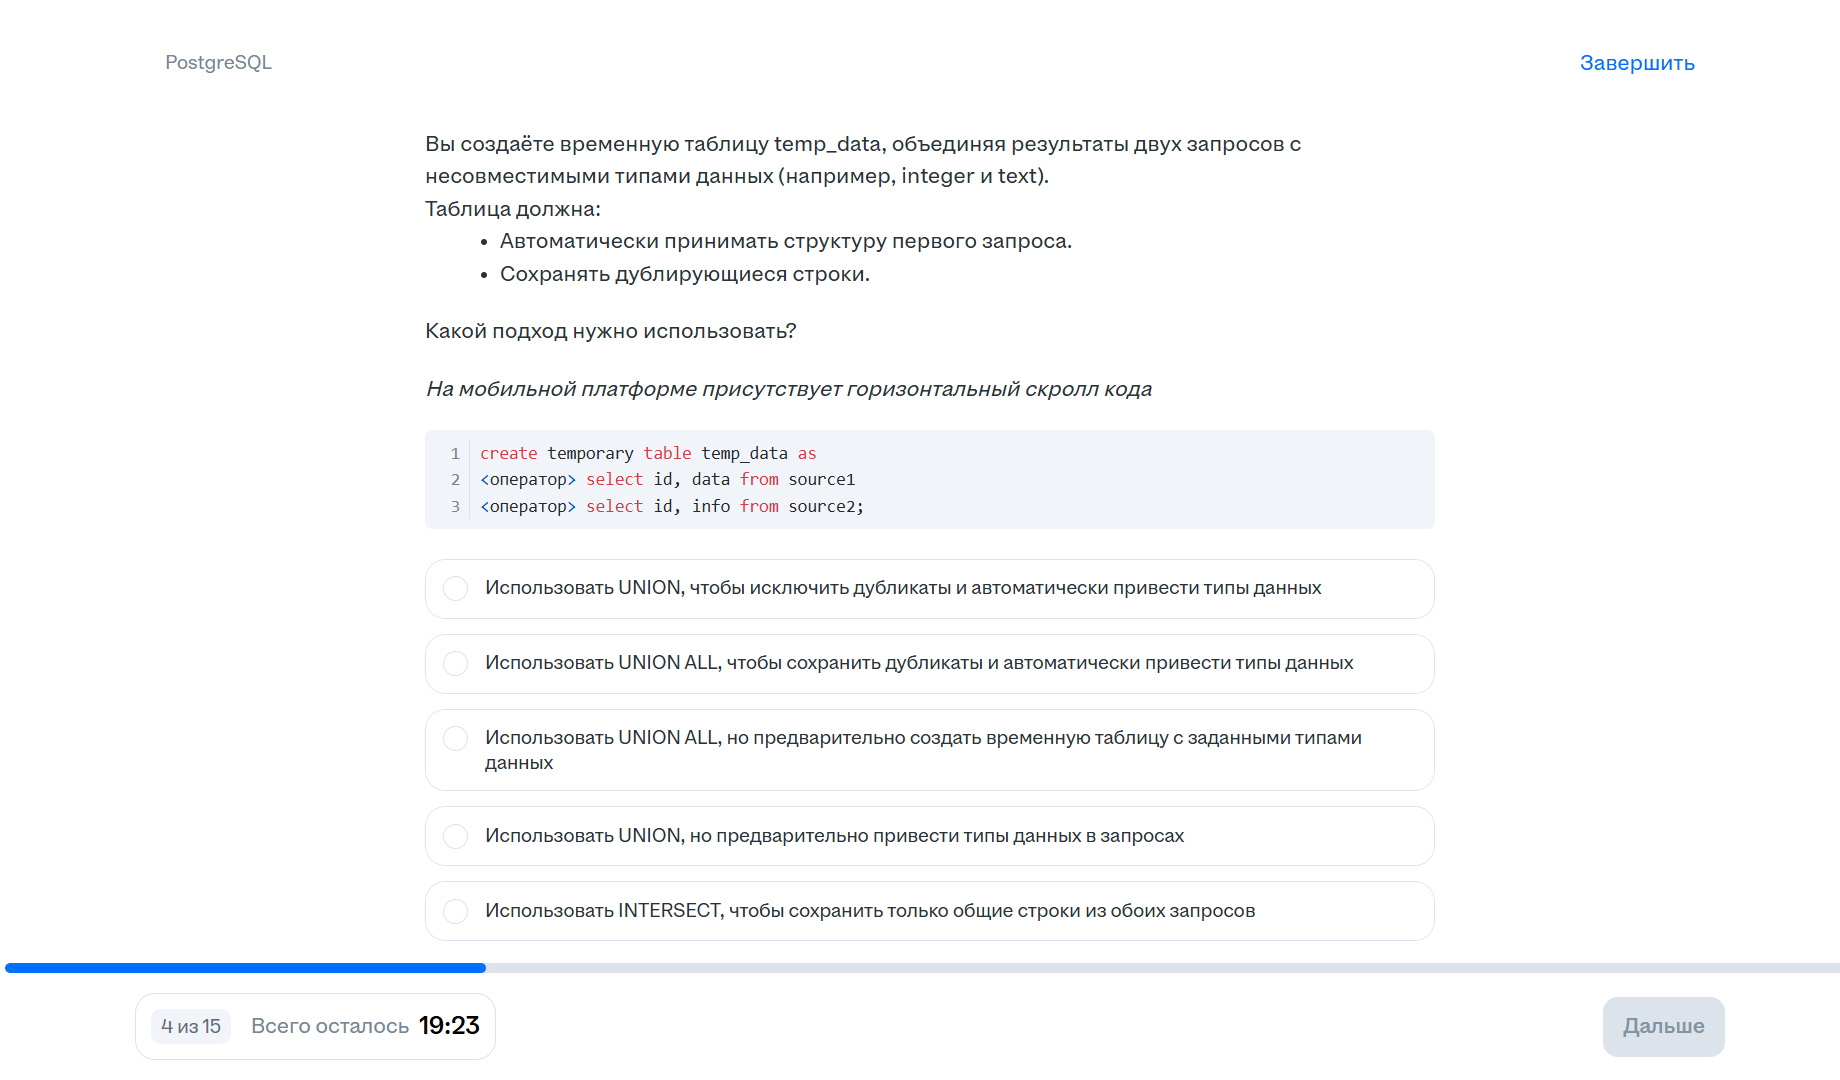 PostgreSQL
Завершить
Вы создаёте временную таблицу temp_data, объединяя результаты двух запросов с
несовместимыми типами данных (например, integer и text).
Таблица должна:
• Автоматически принимать структуру первого запроса.
• Сохранять дублирующиеся строки.
Какой подход нужно использовать?
На мобильной платформе присутствует горизонтальный скролл кода
1 create temporary table temp_data as
2 <оператор> select id, data from source1
3 <оператор> select id, info from source2;
Использовать UNION, чтобы исключить дубликаты и автоматически привести типы данных
Использовать UNION ALL, чтобы сохранить дубликаты и автоматически привести типы данных
Использовать UNION ALL, но предварительно создать временную таблицу с заданными типами
данных
Использовать UNION, но предварительно привести типы данных в запросах
Использовать INTERSECT, чтобы сохранить только общие строки из обоих запросов
4 из 15 Всего осталось 19:23
Дальше